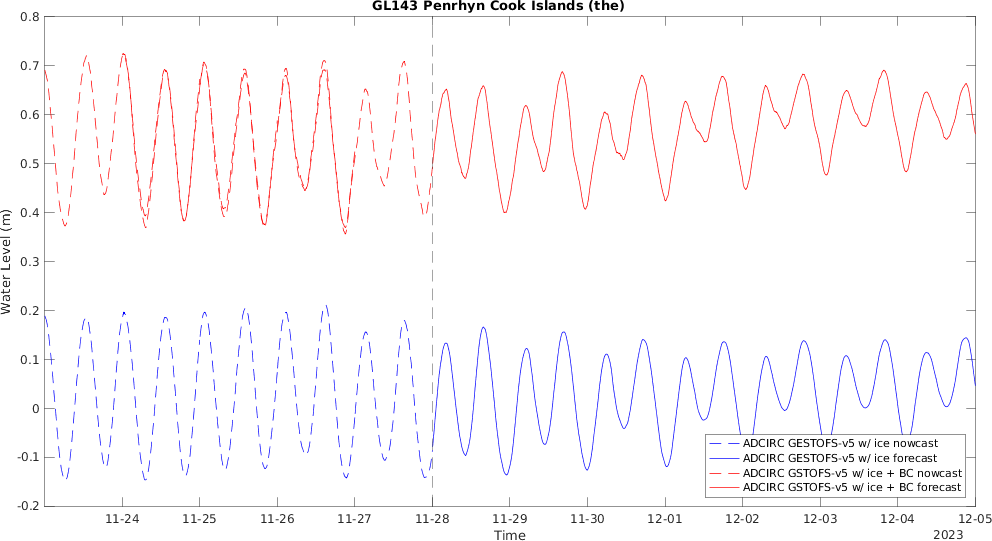 GL143 Penrhyn Cook Islands (the)
0.8
0.7
0.6
0.5
0.4
0.3
0.2
0.1
0
-0.1
-0.2
Water Level (m)
ADCIRC GESTOFS-v5 w/ ice nowcast
ADCIRC GESTOFS-v5 w/ ice forecast
ADCIRC GSTOFS-v5 w/ ice + BC nowcast
ADCIRC GSTOFS-v5 w/ ice + BC forecast
11-24 11-25 11-26 11-27 11-28 11-29 11-30 12-01 12-02 12-03 12-04 12-05
Time
2023